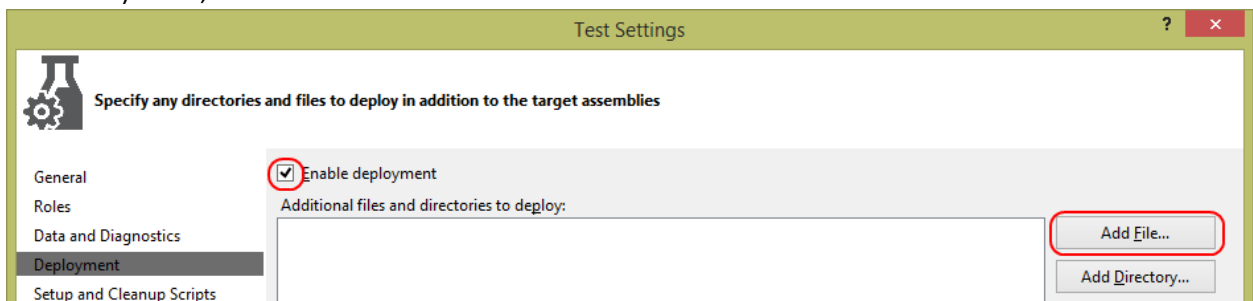 Test Settings
?
×
Specify any directories and files to deploy in addition to the target assemblies
General
Roles
Data and Diagnostics
Deployment
Setup and Cleanup Scripts
Enable deployment
Additional files and directories to deploy:
Add File...
Add Directory...